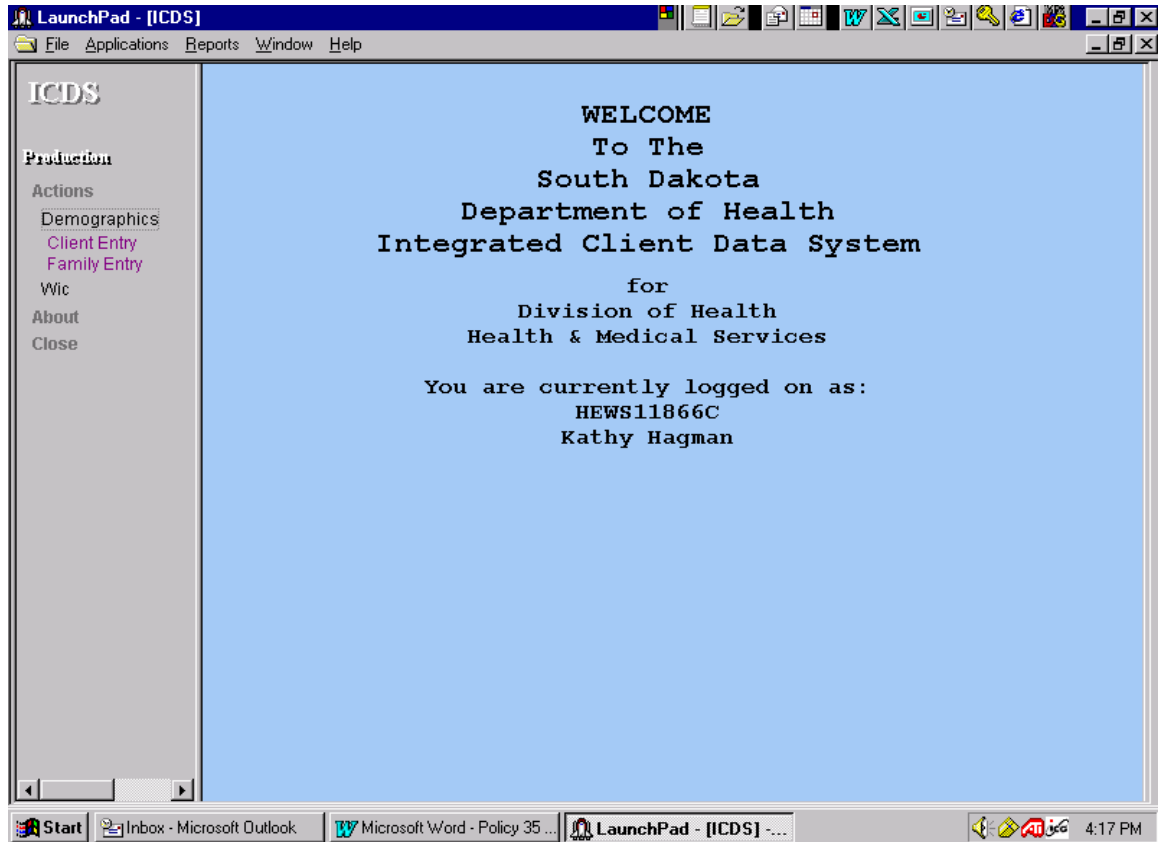 LaunchPad - [ICDS]
File Applications Reports Window Help
ICDS
Production
Actions
Demographics
Client Entry
Family Entry
Wic
About
Close
WELCOME
To The
South Dakota
Department of Health
Integrated Client Data System
for
Division of Health
Health & Medical Services
You are currently logged on as:
HEWS11866C
Kathy Hagman
Start Inbox - Microsoft Outlook Microsoft Word - Policy 35 ... LaunchPad - [ICDS] -... 4:17 PM